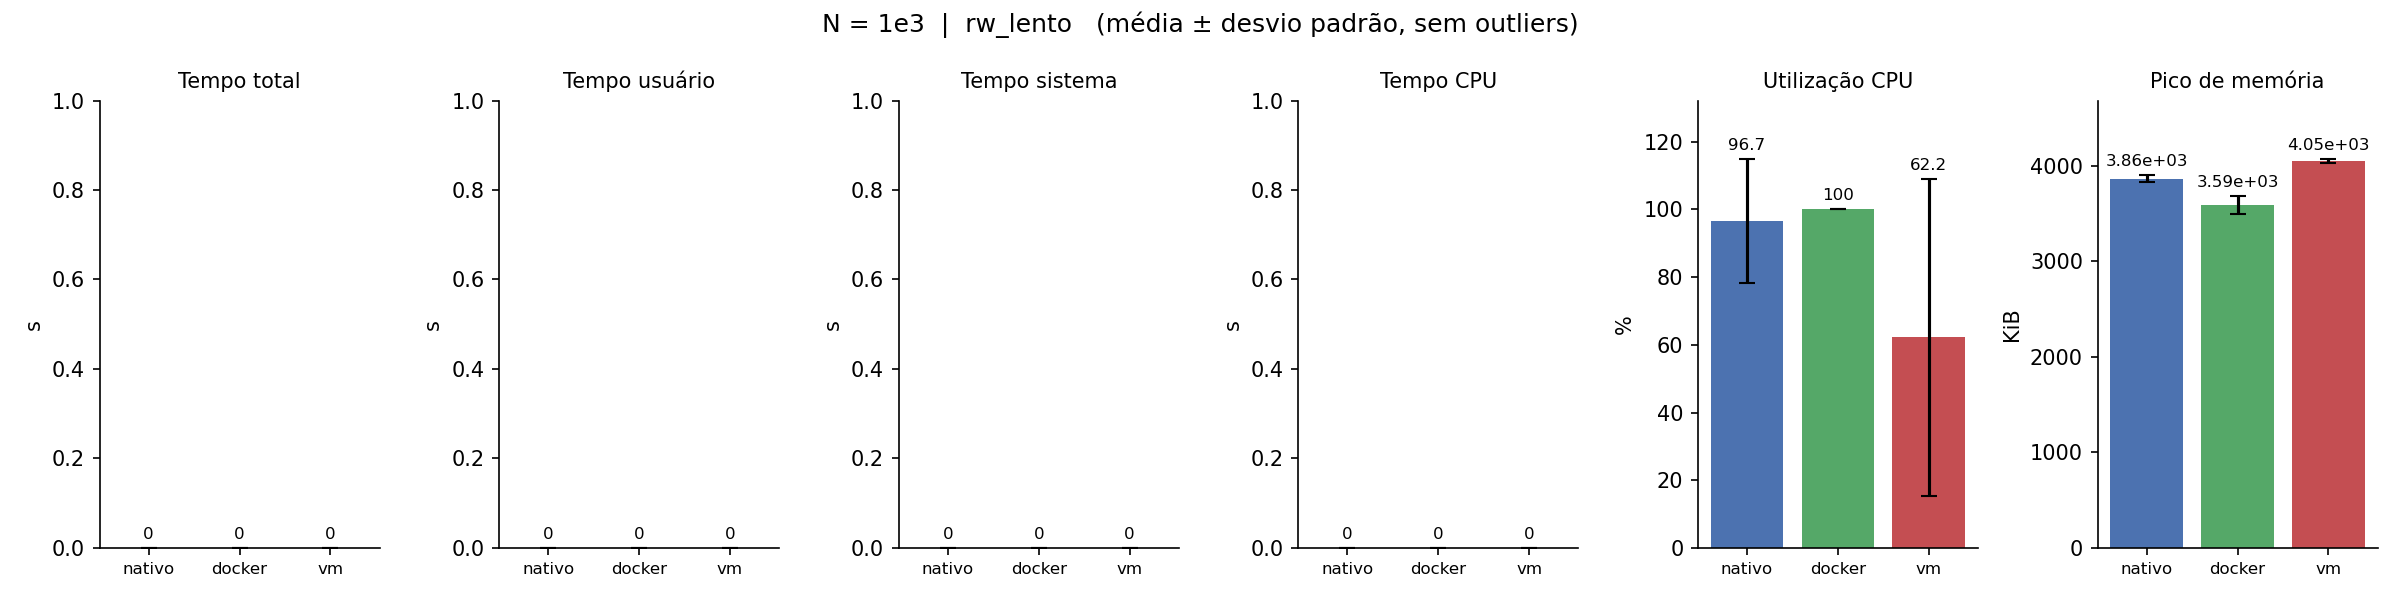 N = 1e3 | rw_lento (média ± desvio padrão, sem outliers)
Tempo total
1.0
0.8
0.6
0.4
0.2
0.0
s
0 0 0
nativo docker vm
Tempo usuário
1.0
0.8
0.6
0.4
0.2
0.0
s
0 0 0
nativo docker vm
Tempo sistema
1.0
0.8
0.6
0.4
0.2
0.0
s
0 0 0
nativo docker vm
Tempo CPU
1.0
0.8
0.6
0.4
0.2
0.0
s
0 0 0
nativo docker vm
Utilização CPU
120
100
80
60
40
20
0
%
96.7 100 62.2
nativo docker vm
Pico de memória
4000
3000
2000
1000
0
KiB
3.86e+03 3.59e+03 4.05e+03
nativo docker vm